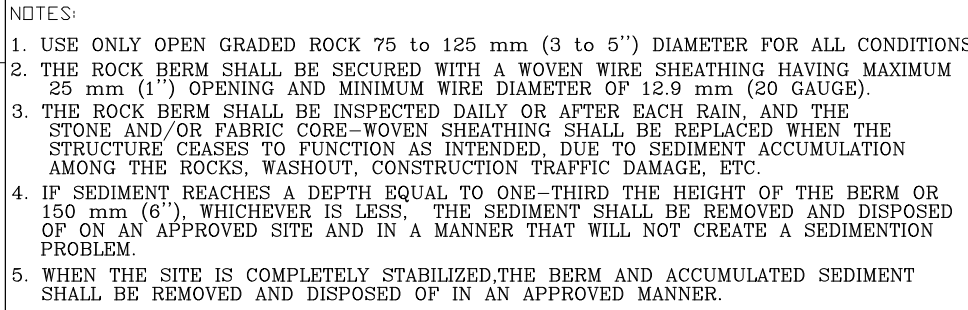 NOTES:
1. USE ONLY OPEN GRADED ROCK 75 to 125 mm (3 to 5'') DIAMETER FOR ALL CONDITIONS
2. THE ROCK BERM SHALL BE SECURED WITH A WOVEN WIRE SHEATHING HAVING MAXIMUM
25 mm (1'') OPENING AND MINIMUM WIRE DIAMETER OF 12.9 mm (20 GAUGE).
3. THE ROCK BERM SHALL BE INSPECTED DAILY OR AFTER EACH RAIN, AND THE
STONE AND/OR FABRIC CORE-WOVEN SHEATHING SHALL BE REPLACED WHEN THE
STRUCTURE CEASES TO FUNCTION AS INTENDED, DUE TO SEDIMENT ACCUMULATION
AMONG THE ROCKS, WASHOUT, CONSTRUCTION TRAFFIC DAMAGE, ETC.
4. IF SEDIMENT REACHES A DEPTH EQUAL TO ONE-THIRD THE HEIGHT OF THE BERM OR
150 mm (6''), WHICHEVER IS LESS, THE SEDIMENT SHALL BE REMOVED AND DISPOSED
OF ON AN APPROVED SITE AND IN A MANNER THAT WILL NOT CREATE A SEDIMENTION
PROBLEM.
5. WHEN THE SITE IS COMPLETELY STABILIZED,THE BERM AND ACCUMULATED SEDIMENT
SHALL BE REMOVED AND DISPOSED OF IN AN APPROVED MANNER.